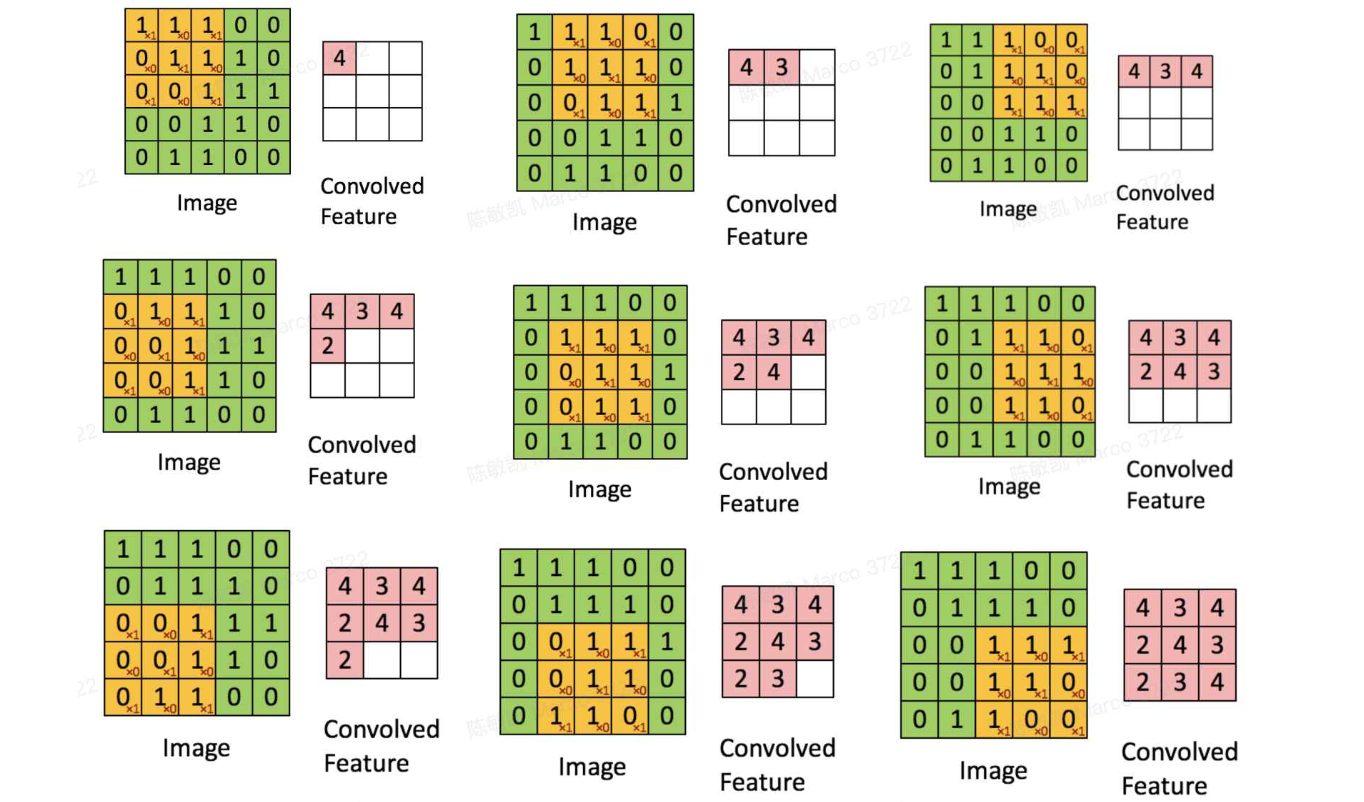 1×1 1×0 1×1 0 0
0×0 1×1 1×0 1 0
0×1 0×0 1×1 1 1
0 0 1 1 0
0 1 1 0 0
Image
4
Convolved
Feature
1 1×1 1×0 0×1 0
0 1×0 1×1 1×0 0
0 0×1 1×0 1×1 1
0 0 1 1 0
0 1 1 0 0
Image
4 3
Convolved
Feature
1 1 1×1 0×0 0×1
0 1 1×0 1×1 0×0
0 0 1×1 1×0 1×1
0 0 1 1 0
0 1 1 0 0
Image
4 3 4
Convolved
Feature
1 1 1 0 0
0×1 1×0 1×1 1 0
0×0 0×1 1×0 1 1
0×1 0×0 1×1 1 0
0 1 1 0 0
Image
4 3 4
2
Convolved
Feature
1 1 1 0 0
0 1×1 1×0 1×1 0
0 0×0 1×1 1×0 1
0 0×1 1×0 1×1 0
0 1 1 0 0
Image
4 3 4
2 4
Convolved
Feature
1 1 1 0 0
0 1 1×1 1×0 0×1
0 0 1×0 1×1 1×0
0 0 1×1 1×0 0×1
0 1 1 0 0
Image
4 3 4
2 4 3
Convolved
Feature
1 1 1 0 0
0 1 1 1 0
0×1 0×0 1×1 1 1
0×0 0×1 1×0 1 0
0×1 1×0 1×1 0 0
Image
4 3 4
2 4 3
2
Convolved
Feature
1 1 1 0 0
0 1 1 1 0
0 0×1 1×0 1×1 1
0 0×0 1×1 1×0 0
0 1×1 1×0 0×1 0
Image
4 3 4
2 4 3
2 3
Convolved
Feature
1 1 1 0 0
0 1 1 1 0
0 0 1×1 1×0 1×1
0 0 1×0 1×1 0×0
0 1 1×1 0×0 0×1
Image
4 3 4
2 4 3
2 3 4
Convolved
Feature
陈敏凯 Marco 3722